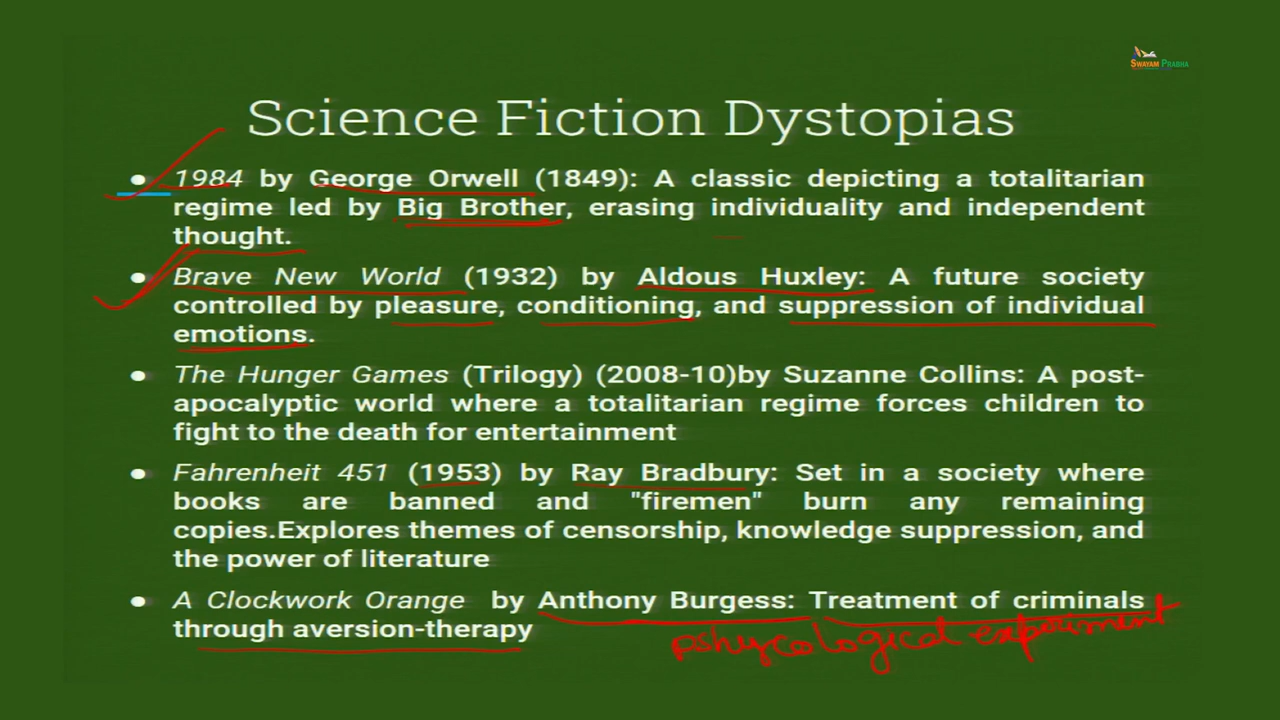 SWAYAM PRABHA
Science Fiction Dystopias
● 1984 by George Orwell (1849): A classic depicting a totalitarian
regime led by Big Brother, erasing individuality and independent
thought.
● Brave New World (1932) by Aldous Huxley: A future society
controlled by pleasure, conditioning, and suppression of individual
emotions.
● The Hunger Games (Trilogy) (2008-10)by Suzanne Collins: A post-
apocalyptic world where a totalitarian regime forces children to
fight to the death for entertainment
● Fahrenheit 451 (1953) by Ray Bradbury: Set in a society where
books are banned and "firemen" burn any remaining
copies.Explores themes of censorship, knowledge suppression, and
the power of literature
● A Clockwork Orange by Anthony Burgess: Treatment of criminals
through aversion-therapy
pshycological experiment